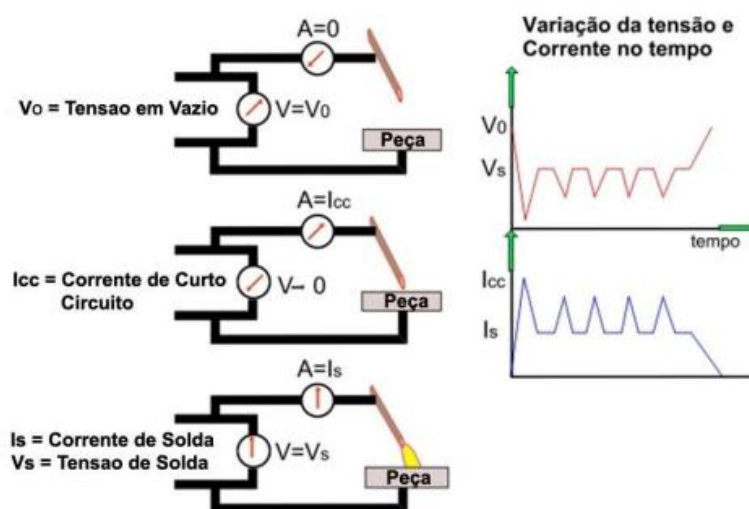 A=0
Vo = Tensao em Vazio
V=V0
Peça
A=Icc
Icc = Corrente de Curto
Circuito
V→0
Peça
A=Is
Is = Corrente de Solda
Vs = Tensao de Solda
V=Vs
Peça
Variação da tensão e
Corrente no tempo
V0
Vs
tempo
Icc
Is